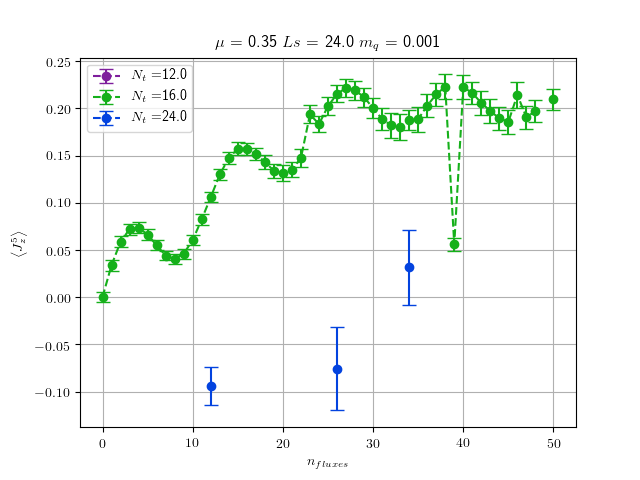 μ = 0.35 Ls = 24.0 m_q = 0.001
N_t =12.0
N_t =16.0
N_t =24.0
0.25
0.20
0.15
0.10
0.05
0.00
−0.05
−0.10
⟨J_z^5⟩
0 10 20 30 40 50
n_{fluxes}